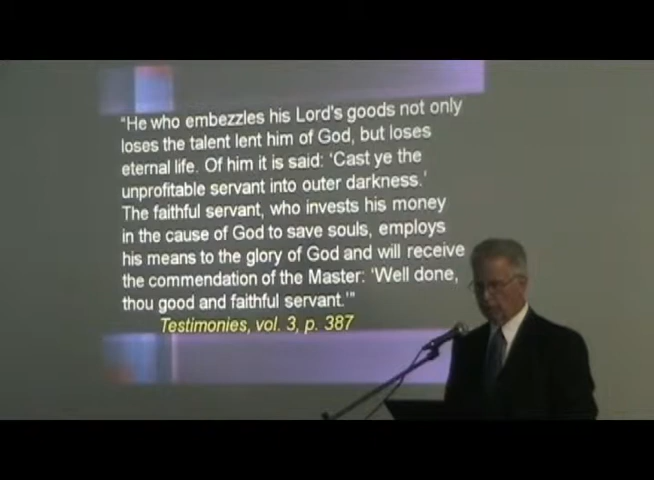 "He who embezzles his Lord's goods not only
loses the talent lent him of God, but loses
eternal life. Of him it is said: 'Cast ye the
unprofitable servant into outer darkness.'
The faithful servant, who invests his money
in the cause of God to save souls, employs
his means to the glory of God and will receive
the commendation of the Master: 'Well done,
thou good and faithful servant.'"
Testimonies, vol. 3, p. 387